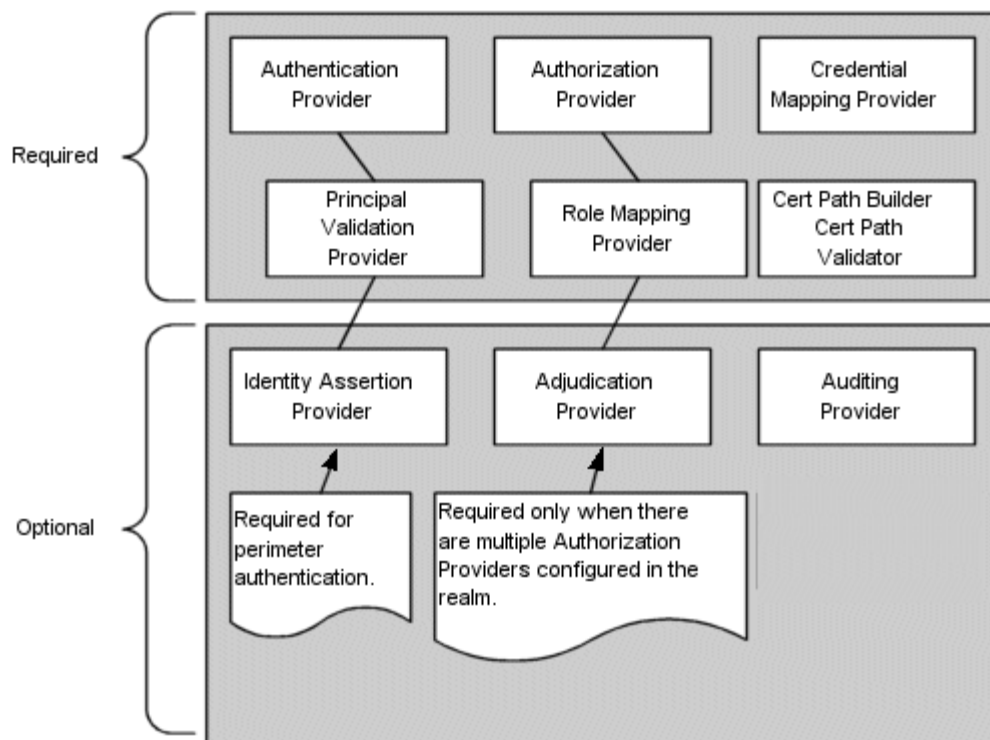 Required
Authentication
Provider
Authorization
Provider
Credential
Mapping Provider
Principal
Validation
Provider
Role Mapping
Provider
Cert Path Builder
Cert Path
Validator
Optional
Identity Assertion
Provider
Adjudication
Provider
Auditing
Provider
Required for
perimeter
authentication.
Required only when there
are multiple Authorization
Providers configured in the
realm.